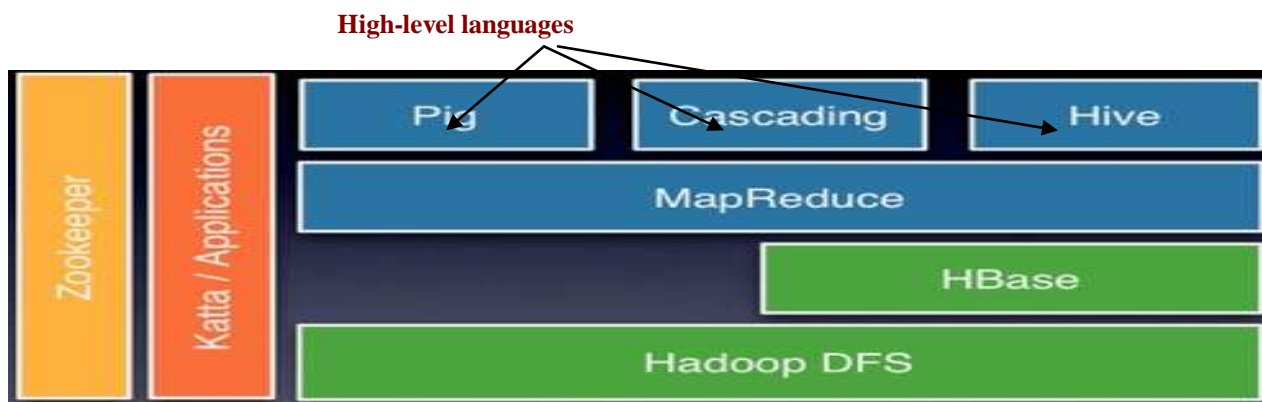 High-level languages
Zookeeper
Katta / Applications
Pig
Cascading
Hive
MapReduce
HBase
Hadoop DFS